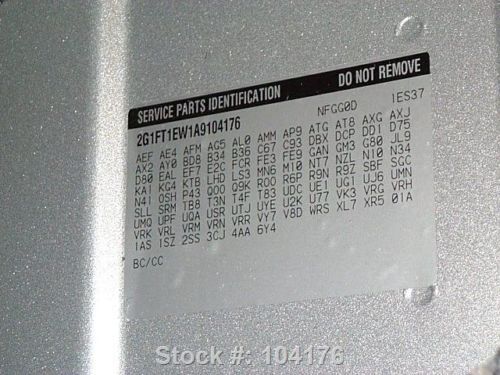 SERVICE PARTS IDENTIFICATION DO NOT REMOVE
2G1FT1EW1A9104176 NFGG0D 1ES37
AEF AE4 AFM AG5 AL0 AMM AP9 ATG AT8 AXG AXJ
AX2 AY0 BD8 B34 B36 C67 C93 DBX DCP DD1 D75
D80 EAL EF7 E2C FCR FE3 FE9 GAN GM3 G80 JL9
KA1 KG4 KTB LHD LS3 MN6 M10 NT7 NZL N10 N34
N41 OSH P43 Q00 Q9K R00 R6P R9N R9Z SBF SGC
SLL SRM TB8 T3N T4F T83 UDC UE1 UG1 UJ6 UMN
UMQ UPF UQA USR UTJ UYE U2K U77 VK3 VRG VRH
VRK VRL VRM VRN VRR VY7 V8D WRS XL7 XR5 01A
1AS 1SZ 2SS 3CJ 4AA 6Y4
BC/CC
Stock #: 104176